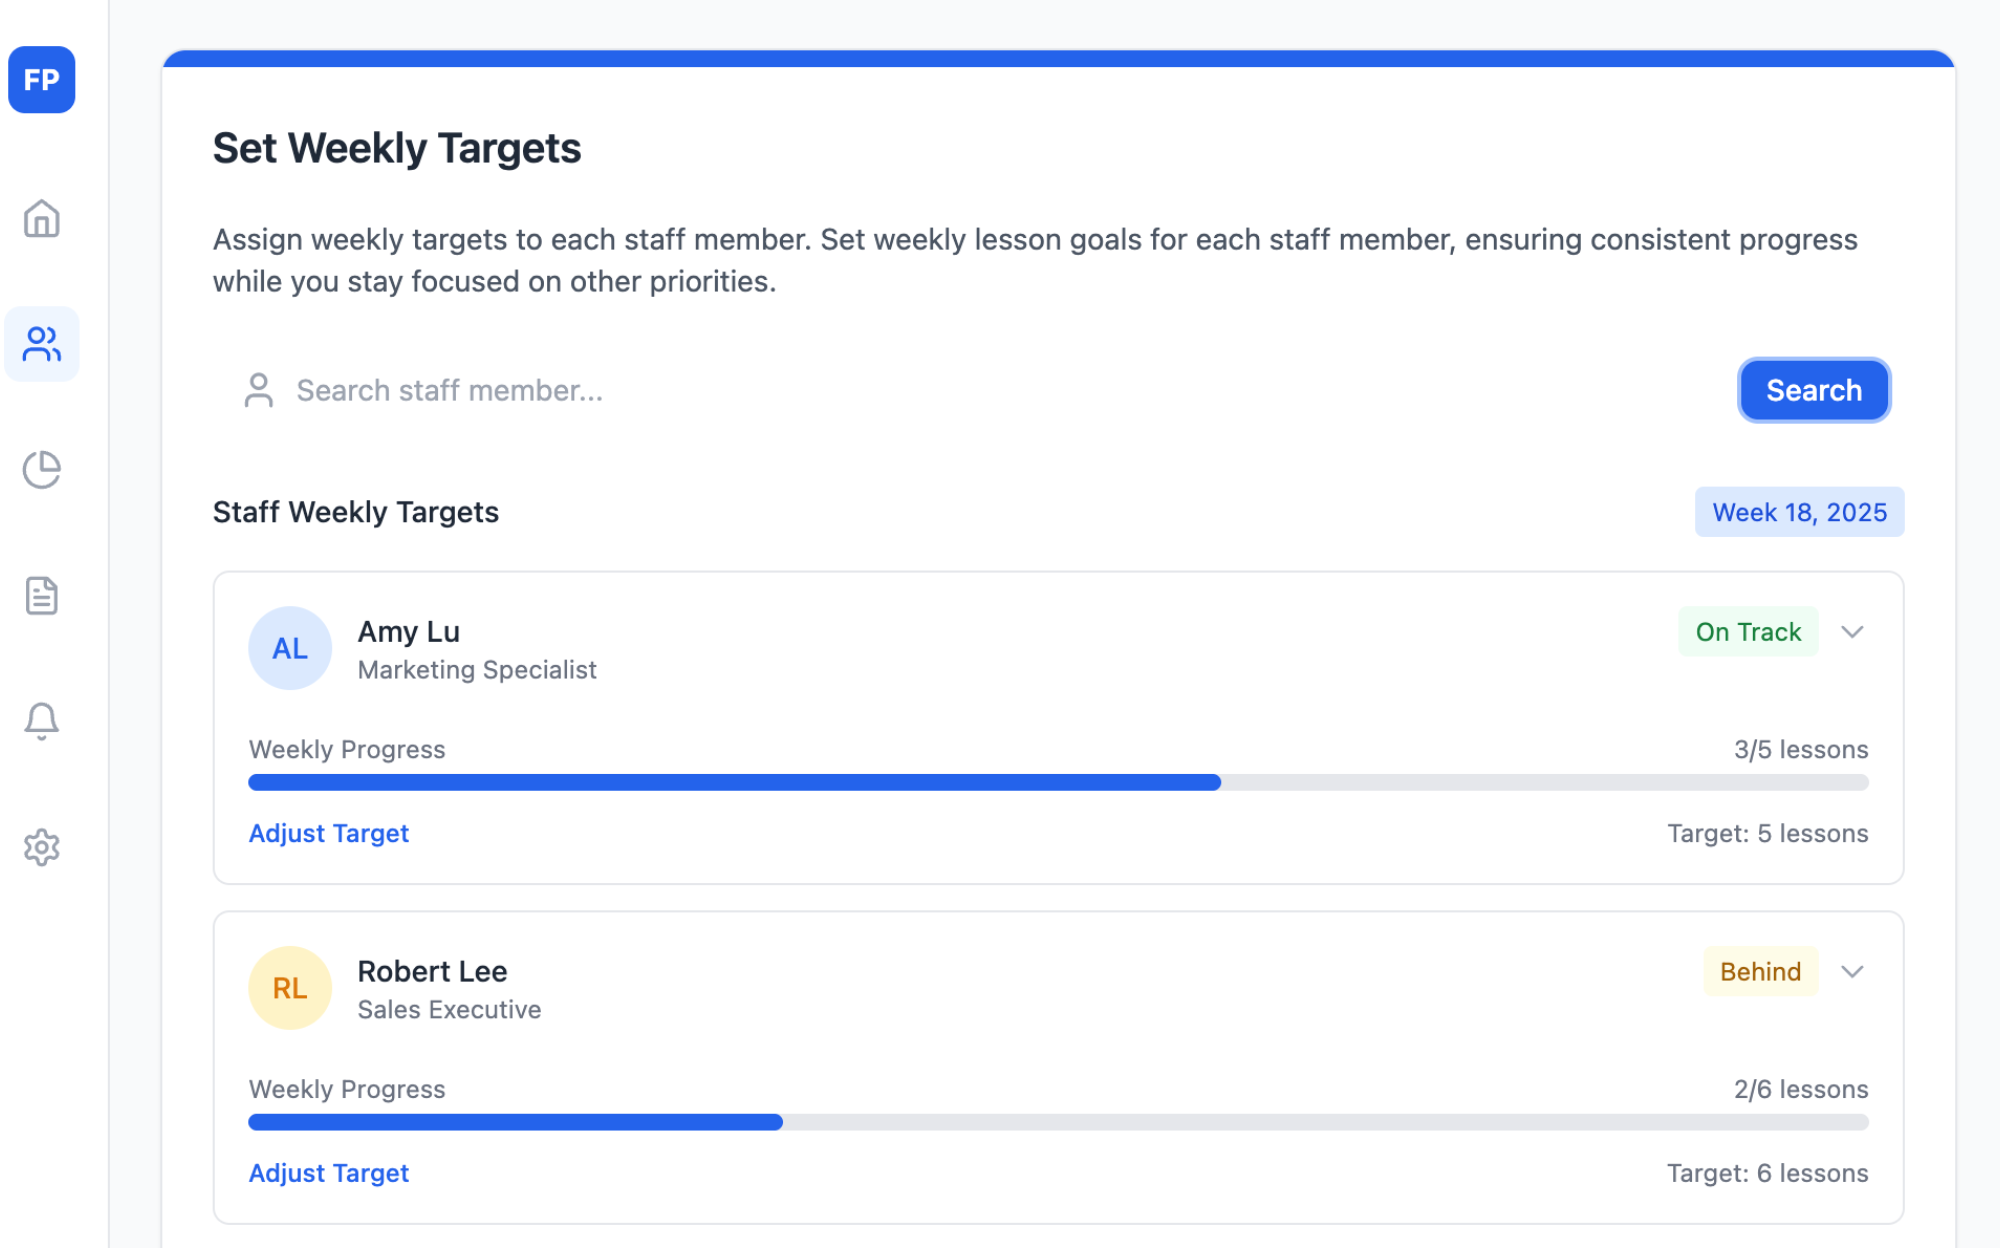 FP
Set Weekly Targets
Assign weekly targets to each staff member. Set weekly lesson goals for each staff member, ensuring consistent progress
while you stay focused on other priorities.
Search staff member...
Search
Staff Weekly Targets
Week 18, 2025
AL
Amy Lu
Marketing Specialist
On Track
Weekly Progress
3/5 lessons
Adjust Target
Target: 5 lessons
RL
Robert Lee
Sales Executive
Behind
Weekly Progress
2/6 lessons
Adjust Target
Target: 6 lessons